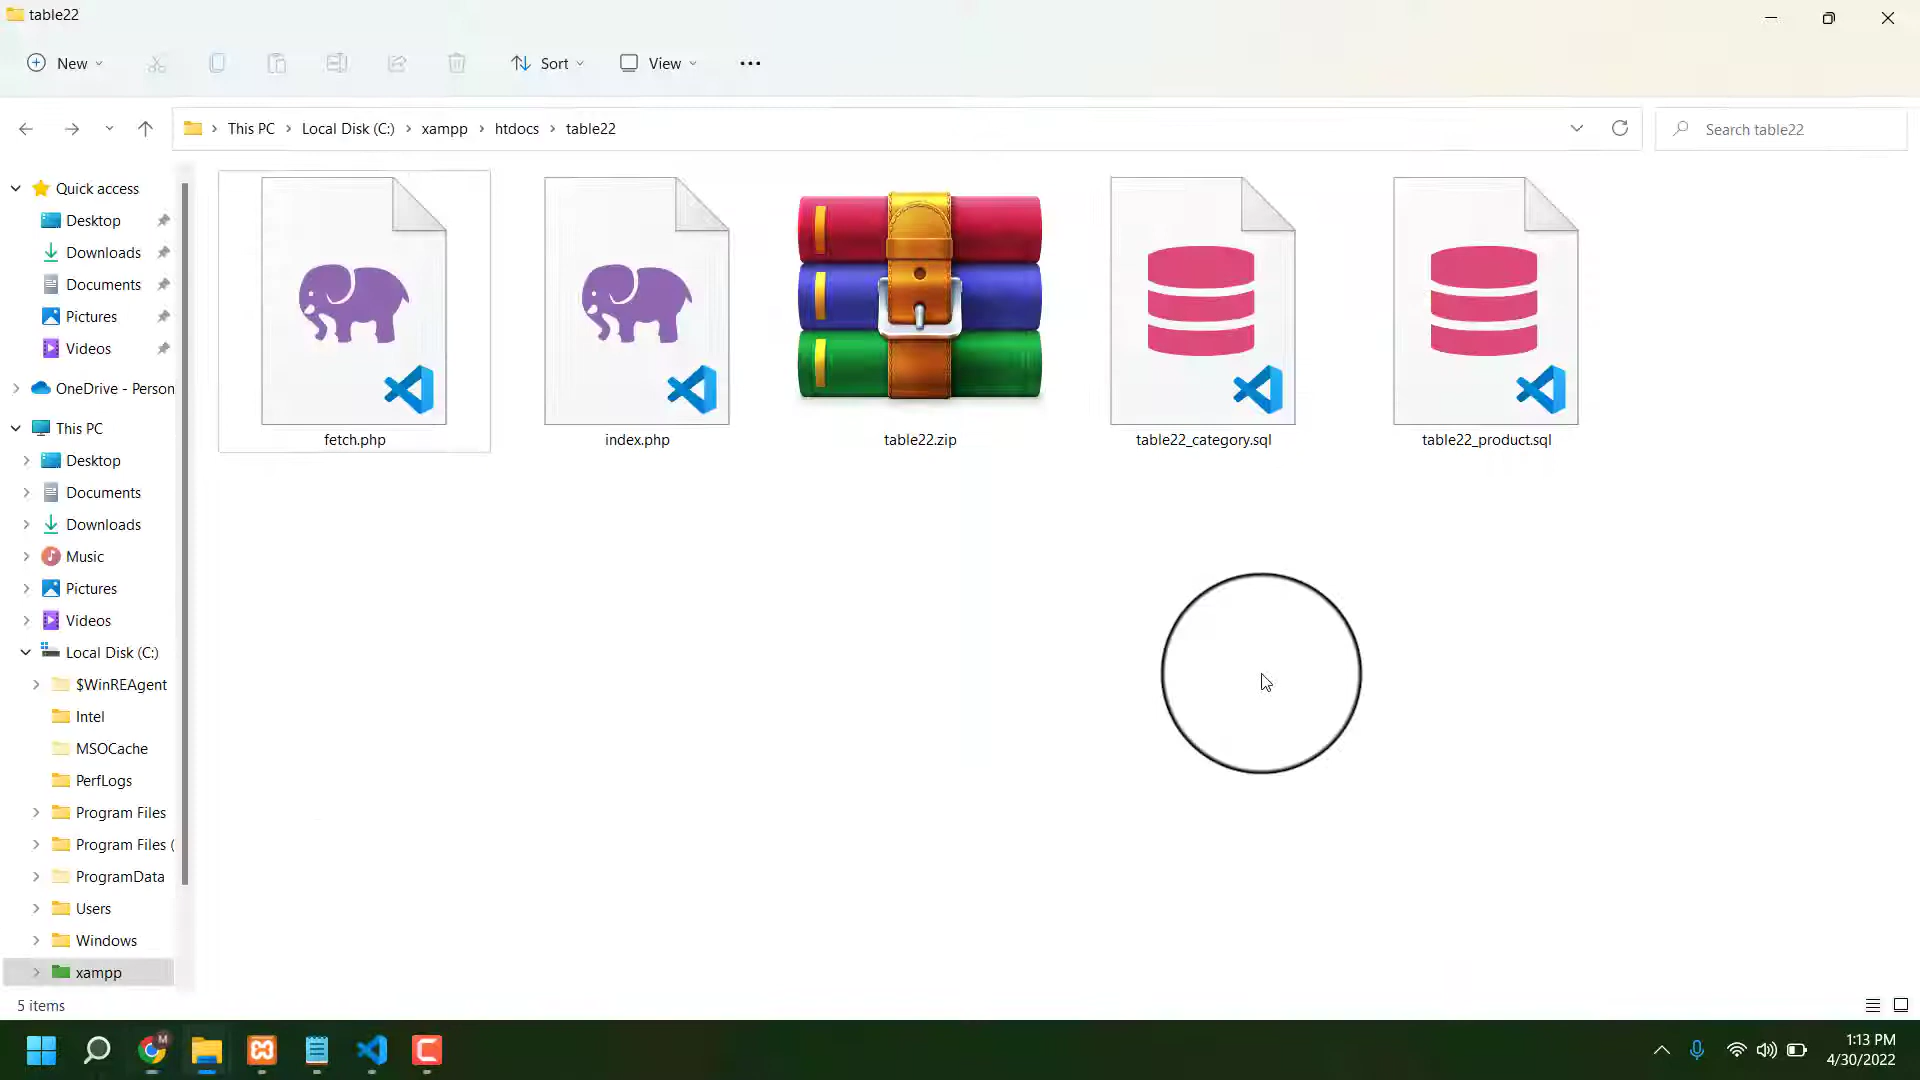 table22
New
Sort
View
This PC
Local Disk (C:)
xampp
htdocs
table22
Search table22
Quick access
Desktop
Downloads
Documents
Pictures
Videos
OneDrive - Person
This PC
Desktop
Documents
Downloads
Music
Pictures
Videos
Local Disk (C:)
$WinREAgent
Intel
MSOCache
PerfLogs
Program Files
Program Files (
ProgramData
Users
Windows
xampp
fetch.php
index.php
table22.zip
table22_category.sql
table22_product.sql
5 items
M
1:13 PM
4/30/2022